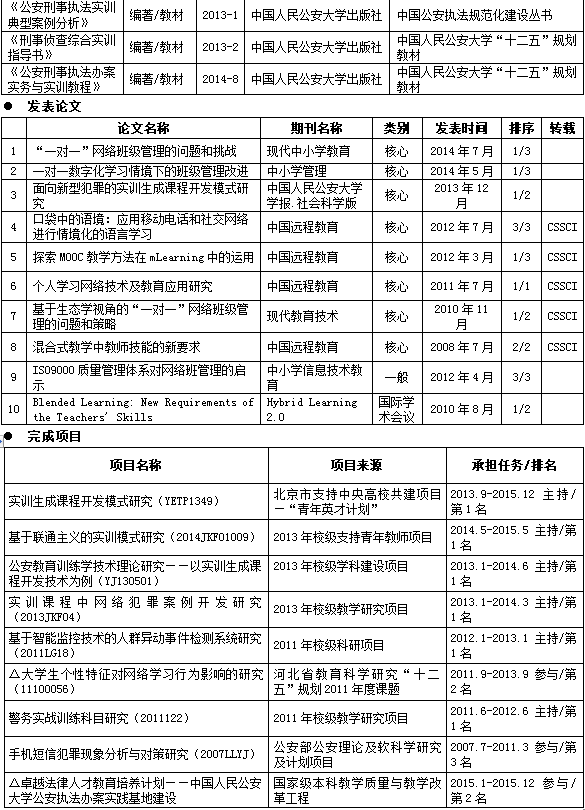 《公安刑事执法实训 编著/教材 2013-1 中国人民公安大学出版社 中国公安执法规范化建设丛书
典型案例分析》
《刑事侦查综合实训 编著/教材 2013-2 中国人民公安大学出版社 中国人民公安大学“十二五”规划
指导书》 教材
《公安刑事执法办案 编著/教材 2014-8 中国人民公安大学出版社 中国人民公安大学“十二五”规划
实务与实训教程》 教材
● 发表论文
论文名称 期刊名称 类别 发表时间 排序 转载
1 “一对一”网络班级管理的问题和挑战 现代中小学教育 核心 2014年7月 1/3
2 一对一数字化学习情境下的班级管理改进 中小学管理 核心 2014年5月 1/3
3 面向新型犯罪的实训生成课程开发模式研 中国人民公安大学 核心 2013年12 1/2
究 学报.社会科学版 月
4 口袋中的语境：应用移动电话和社交网络 中国远程教育 核心 2012年7月 3/3 CSSCI
进行情境化的语言学习
5 探索MOOC教学方法在mLearning中的运用 中国远程教育 核心 2012年3月 1/3 CSSCI
6 个人学习网络技术及教育应用研究 中国远程教育 核心 2011年7月 1/1 CSSCI
7 基于生态学视角的“一对一”网络班级管 现代教育技术 核心 2010年11 1/2 CSSCI
理的问题和策略 月
8 混合式教学中教师技能的新要求 中国远程教育 核心 2008年7月 2/2 CSSCI
9 ISO9000质量管理体系对网络班管理的启 中小学信息技术教 一般 2012年4月 3/3
示 育
10 Blended Learning: New Requirements of Hybrid Learning 国际学 2010年8月 1/2
the Teachers' Skills 2.0 术会议
● 完成项目
项目名称 项目来源 承担任务/排名
实训生成课程开发模式研究（YETP1349） 北京市支持中央高校共建项目 2013.9-2015.12 主持/
—“青年英才计划” 第1名
基于联通主义的实训模式研究（2014JKF01009） 2013年校级支持青年教师项目 2014.5-2015.5 主持/第
1名
公安教育训练学技术理论研究——以实训生成课 2013年校级学科建设项目 2013.1-2014.6 主持/第
程开发技术为例（YJ130501） 1名
实训课程中网络犯罪案例开发研究 2013年校级教学研究项目 2013.1-2014.3 主持/第
（2013JKF04） 1名
基于智能监控技术的人群异动事件检测系统研究 2011年校级科研项目 2012.1-2013.1 主持/第
（2011LG18） 1名
△大学生个性特征对网络学习行为影响的研究 河北省教育科学研究“十二 2011.9-2013.9 参与/第
（11100056） 五”规划2011年度课题 2名
警务实战训练科目研究（2011122） 2011年校级教学研究项目 2011.6-2012.6 主持/第
1名
手机短信犯罪现象分析与对策研究（2007LLYJ） 公安部公安理论及软科学研究 2007.7-2011.3 参与/第
及计划项目 3名
△卓越法律人才教育培养计划——中国人民公安 国家级本科教学质量与教学改 2015.1-2015.12 参与/
大学公安执法办案实践基地建设 革工程 第2名